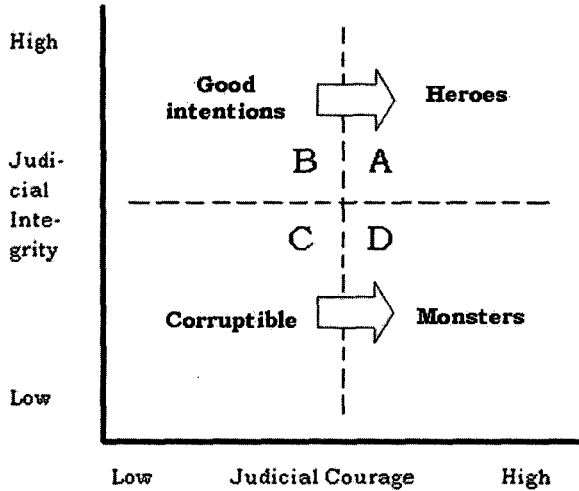 High
Good
intentions
Heroes
B
A
Judi-
cial
Inte-
grity
C
D
Corruptible
Monsters
Low
Low
Judicial Courage
High